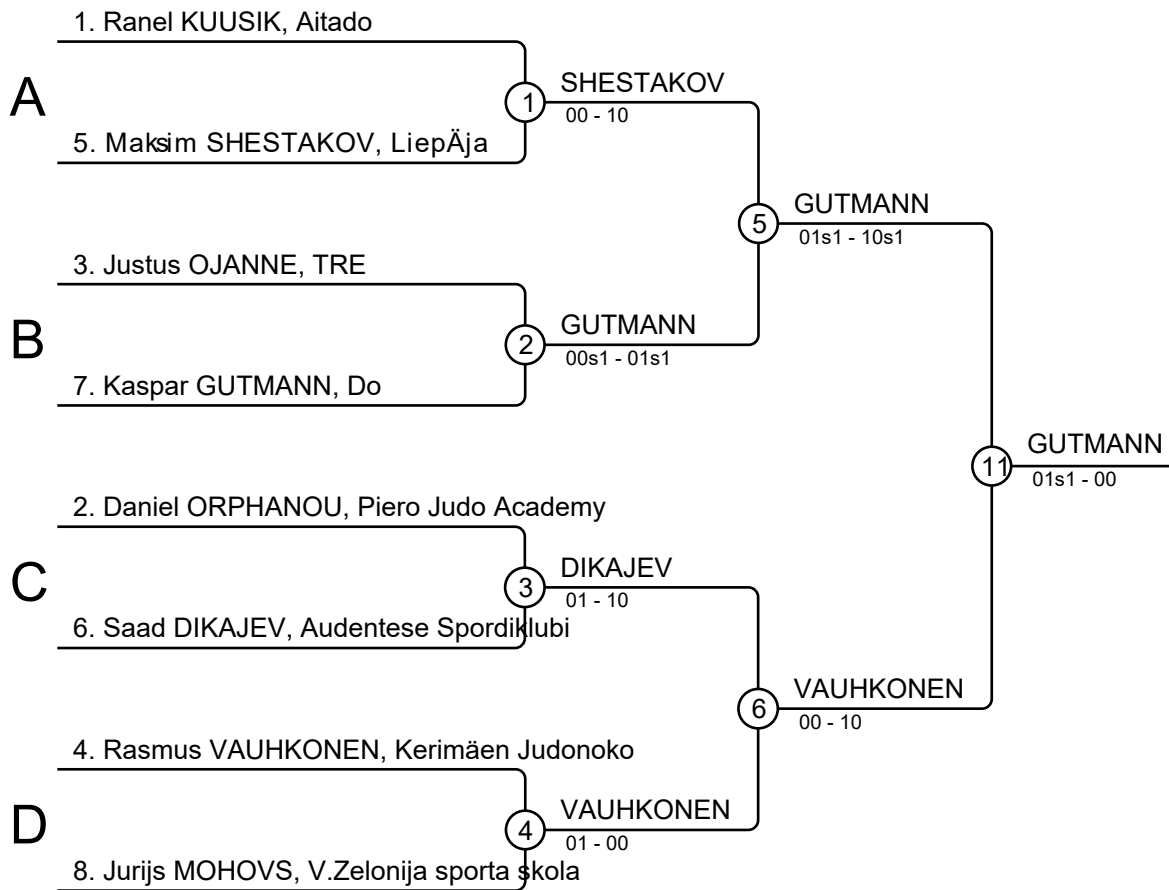 1. Ranel KUUSIK, Aitado
A
1
SHESTAKOV
00 - 10
5. Maksim SHESTAKOV, LiepÄja
5
GUTMANN
01s1 - 10s1
3. Justus OJANNE, TRE
B
2
GUTMANN
00s1 - 01s1
7. Kaspar GUTMANN, Do
11
GUTMANN
01s1 - 00
2. Daniel ORPHANOU, Piero Judo Academy
C
3
DIKAJEV
01 - 10
6. Saad DIKAJEV, Audentese Spordiklubi
6
VAUHKONEN
00 - 10
4. Rasmus VAUHKONEN, Kerimäen Judonoko
D
4
VAUHKONEN
01 - 00
8. Jurijs MOHOVS, V.Zelonija sporta skola